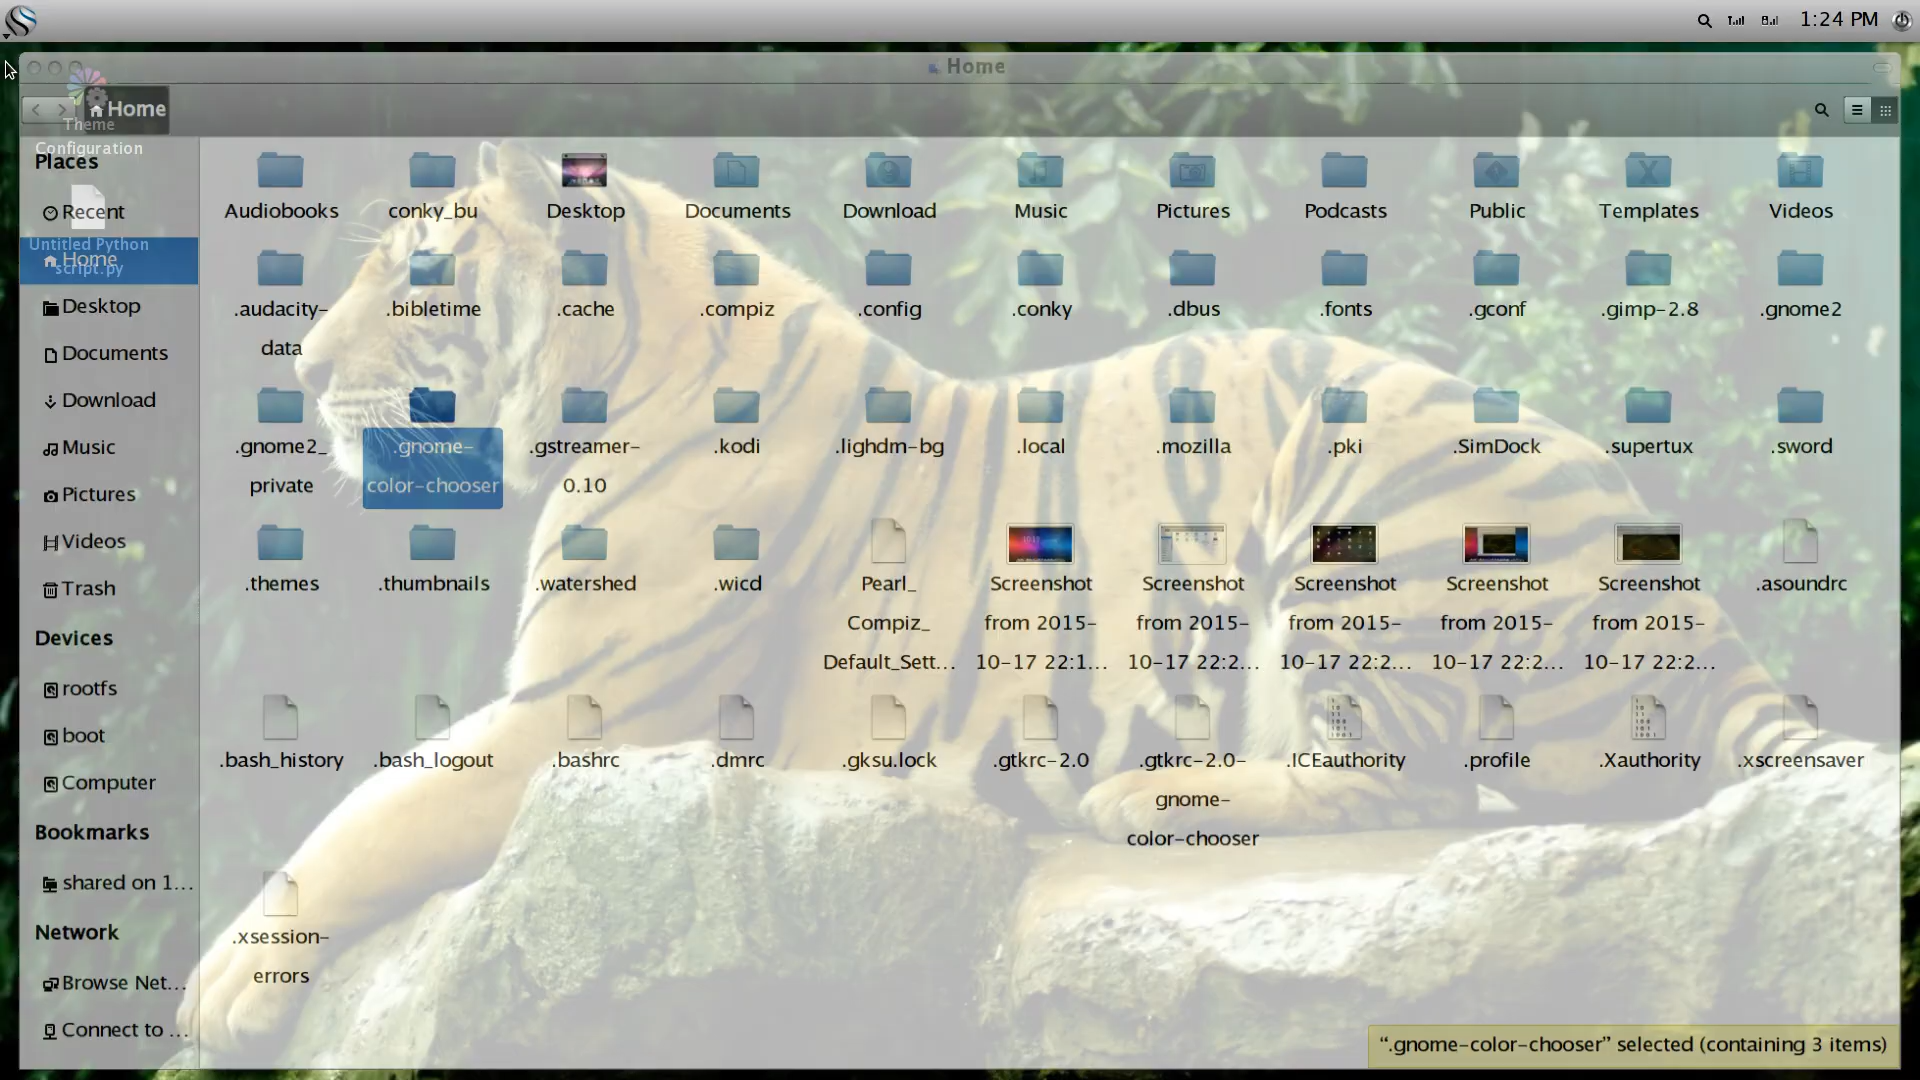 1:24 PM
Home
Home
Theme
Configuration
Places
Recent
Untitled Python
script.py
Home
Desktop
Documents
Download
Music
Pictures
Videos
Trash
Devices
rootfs
boot
Computer
Bookmarks
shared on 1...
Network
Browse Net...
Connect to ...
Audiobooks
conky_bu
Desktop
Documents
Download
Music
Pictures
Podcasts
Public
Templates
Videos
.audacity-
data
.bibletime
.cache
.compiz
.config
.conky
.dbus
.fonts
.gconf
.gimp-2.8
.gnome2
.gnome2_
private
.gnome-
color-chooser
.gstreamer-
0.10
.kodi
.lighdm-bg
.local
.mozilla
.pki
.SimDock
.supertux
.sword
.themes
.thumbnails
.watershed
.wicd
Pearl_
Compiz_
Default_Sett...
Screenshot
from 2015-
10-17 22:1...
Screenshot
from 2015-
10-17 22:2...
Screenshot
from 2015-
10-17 22:2...
Screenshot
from 2015-
10-17 22:2...
Screenshot
from 2015-
10-17 22:2...
.asoundrc
.bash_history
.bash_logout
.bashrc
.dmrc
.gksu.lock
.gtkrc-2.0
.gtkrc-2.0-
gnome-
color-chooser
.ICEauthority
.profile
.Xauthority
.xscreensaver
.xsession-
errors
“.gnome-color-chooser” selected (containing 3 items)